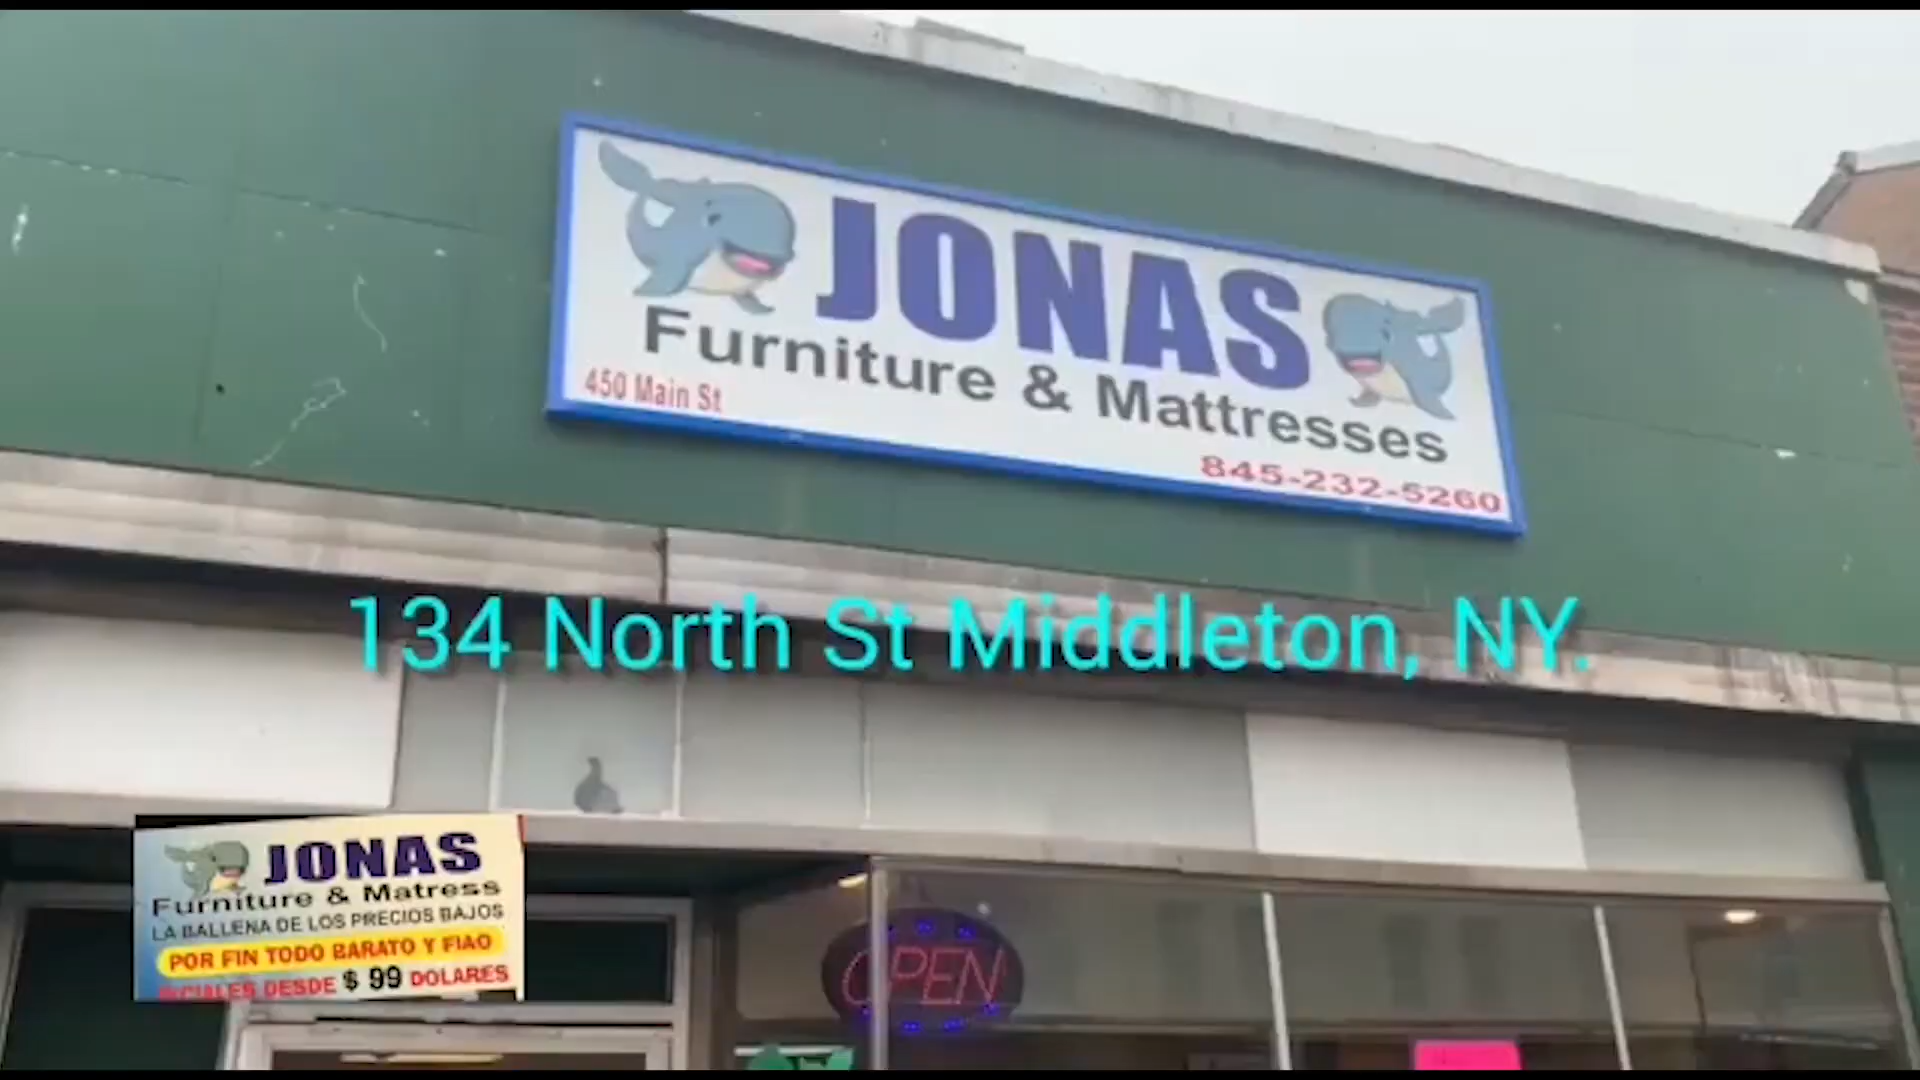 JONAS
Furniture & Mattresses
450 Main St
845-232-5260
134 North St Middleton, NY.
JONAS
Furniture & Matress
LA BALLENA DE LOS PRECIOS BAJOS
POR FIN TODO BARATO Y FIAO
DESDE $ 99 DOLARES
OPEN